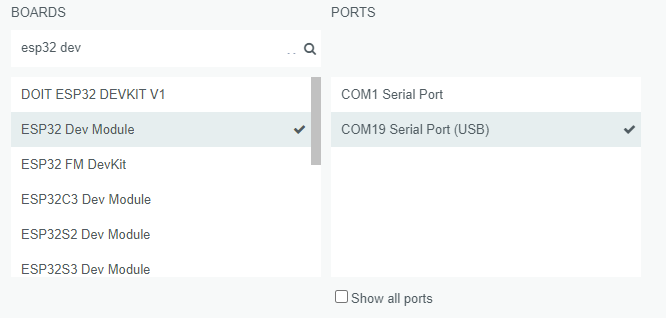 BOARDS
PORTS
esp32 dev
DOIT ESP32 DEVKIT V1
ESP32 Dev Module
ESP32 FM DevKit
ESP32C3 Dev Module
ESP32S2 Dev Module
ESP32S3 Dev Module
COM1 Serial Port
COM19 Serial Port (USB)
Show all ports